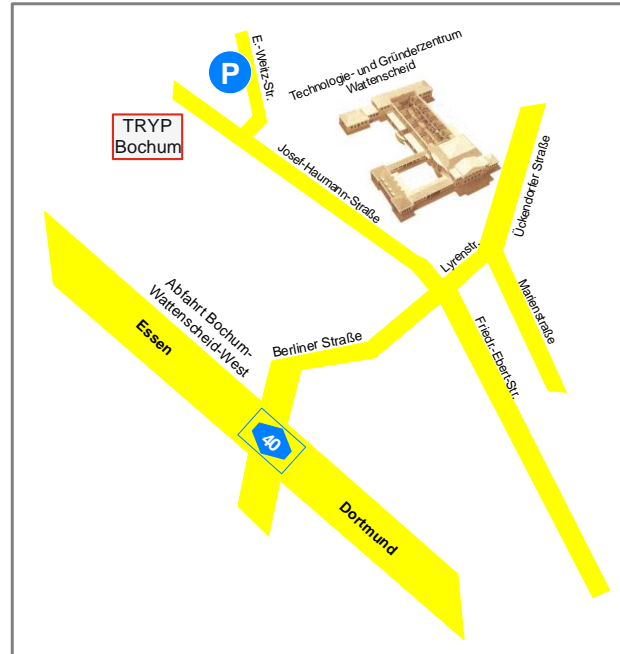 E.-Weitz-Str.
P
Technologie- und Gründerzentrum
Wattenscheid
TRYP
Bochum
Josef-Haumann-Straße
Ückendorfer Straße
Lyrenstr.
Marienstraße
Abfahrt Bochum-
Wattenscheid-West
Essen
Berliner Straße
Friedr.-Ebert-Str.
40
Dortmund